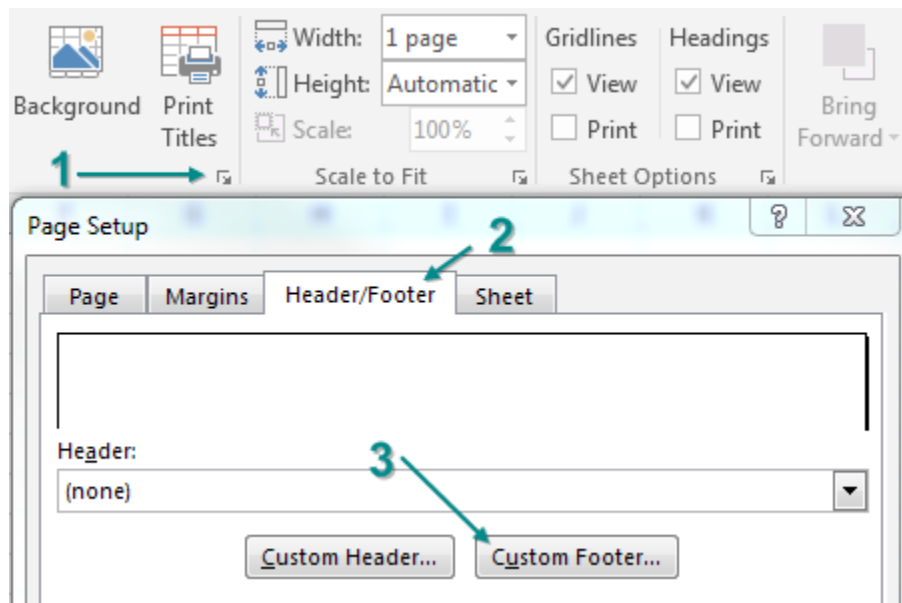 Background
Print
Titles
Width: 1 page
Height: Automatic
Scale: 100%
Scale to Fit
Gridlines
View
Print
Headings
View
Print
Sheet Options
Bring
Forward
1
Page Setup
?
2
Page Margins Header/Footer Sheet
Header:
(none)
3
Custom Header... Custom Footer...